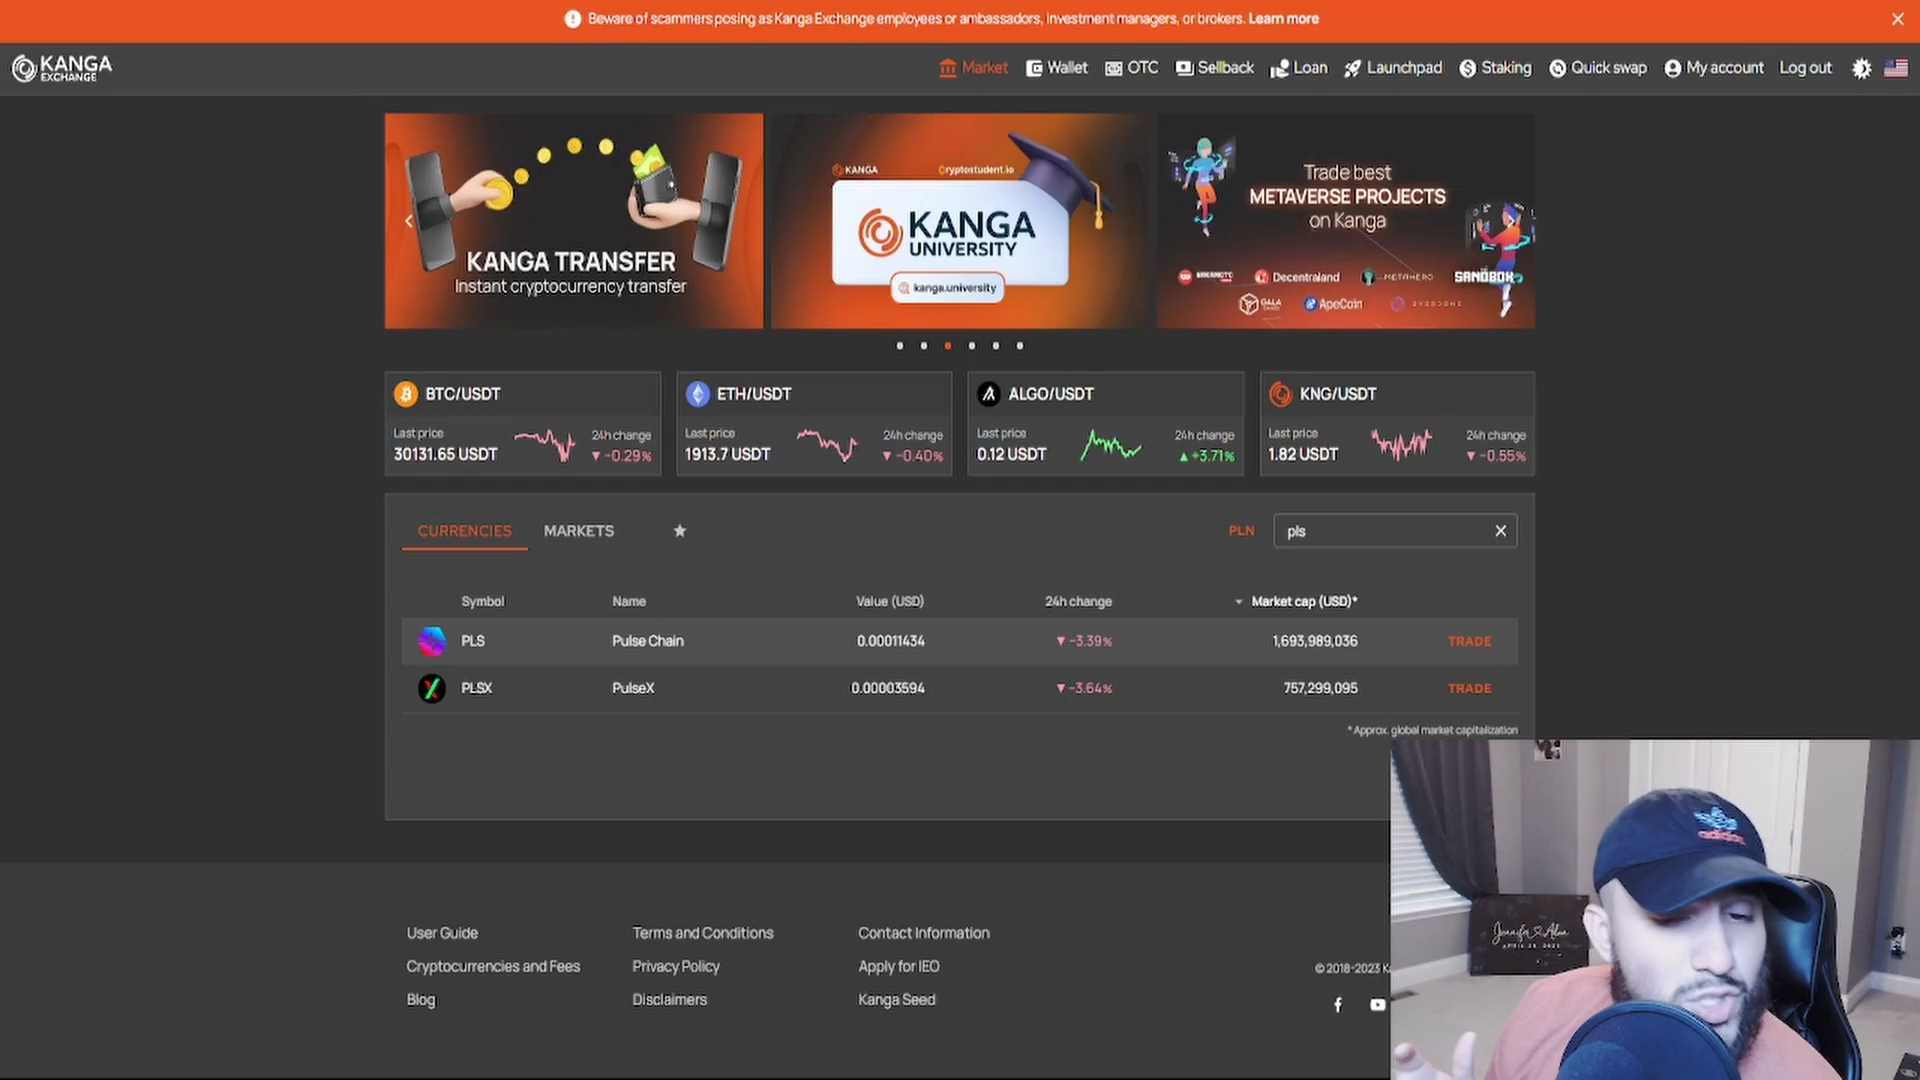 Beware of scammers posing as Kanga Exchange employees or ambassadors, investment managers, or brokers. Learn more
KANGA
EXCHANGE
Market
Wallet
OTC
Sellback
Loan
Launchpad
Staking
Quick swap
My account
Log out
KANGA TRANSFER
Instant cryptocurrency transfer
KANGA
Cryptostudent.io
KANGA
UNIVERSITY
kanga.university
Trade best
METAVERSE PROJECTS
on Kanga
Decentraland
METAHERO
SANDBOX
GALA
ApeCoin
BTC/USDT
Last price
30131.65 USDT
24h change
▼ -0.29%
ETH/USDT
Last price
1913.7 USDT
24h change
▼ -0.40%
ALGO/USDT
Last price
0.12 USDT
24h change
▲ +3.71%
KNG/USDT
Last price
1.82 USDT
24h change
▼ -0.55%
CURRENCIES
MARKETS
PLN
pls
Symbol Name Value (USD) 24h change Market cap (USD)*
PLS Pulse Chain 0.00011434 ▼ -3.39% 1,693,989,036 TRADE
PLSX PulseX 0.00003594 ▼ -3.64% 757,299,095 TRADE
* Approx. global market capitalization
User Guide
Cryptocurrencies and Fees
Blog
Terms and Conditions
Privacy Policy
Disclaimers
Contact Information
Apply for IEO
Kanga Seed
© 2018-2023
adidas